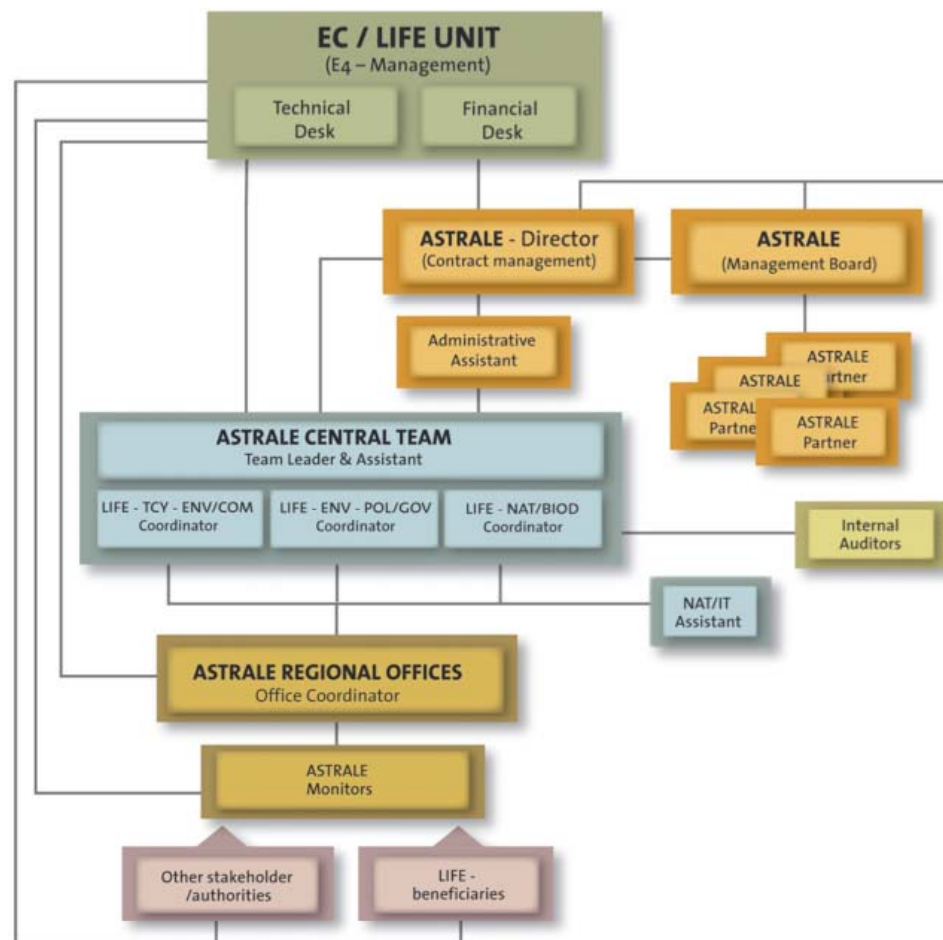 EC / LIFE UNIT
(E4 – Management)
Technical
Desk
Financial
Desk
ASTRALE - Director
(Contract management)
ASTRALE
(Management Board)
Administrative
Assistant
ASTRALE
rtner
ASTRALE
ASTRAL
Partne
ASTRALE
Partner
ASTRALE CENTRAL TEAM
Team Leader & Assistant
LIFE - TCY - ENV/COM
Coordinator
LIFE - ENV - POL/GOV
Coordinator
LIFE - NAT/BIOD
Coordinator
Internal
Auditors
NAT/IT
Assistant
ASTRALE REGIONAL OFFICES
Office Coordinator
ASTRALE
Monitors
Other stakeholder
/authorities
LIFE -
beneficiaries